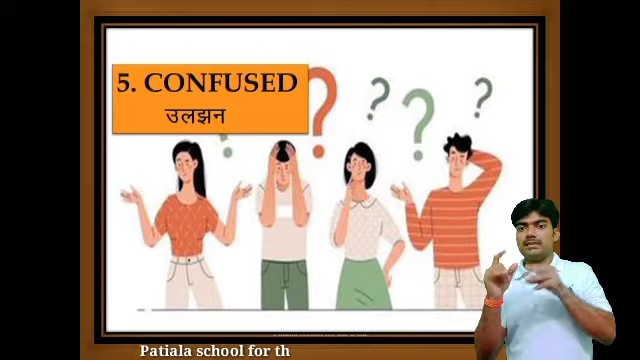 5. CONFUSED
उलझन
Patiala school for th